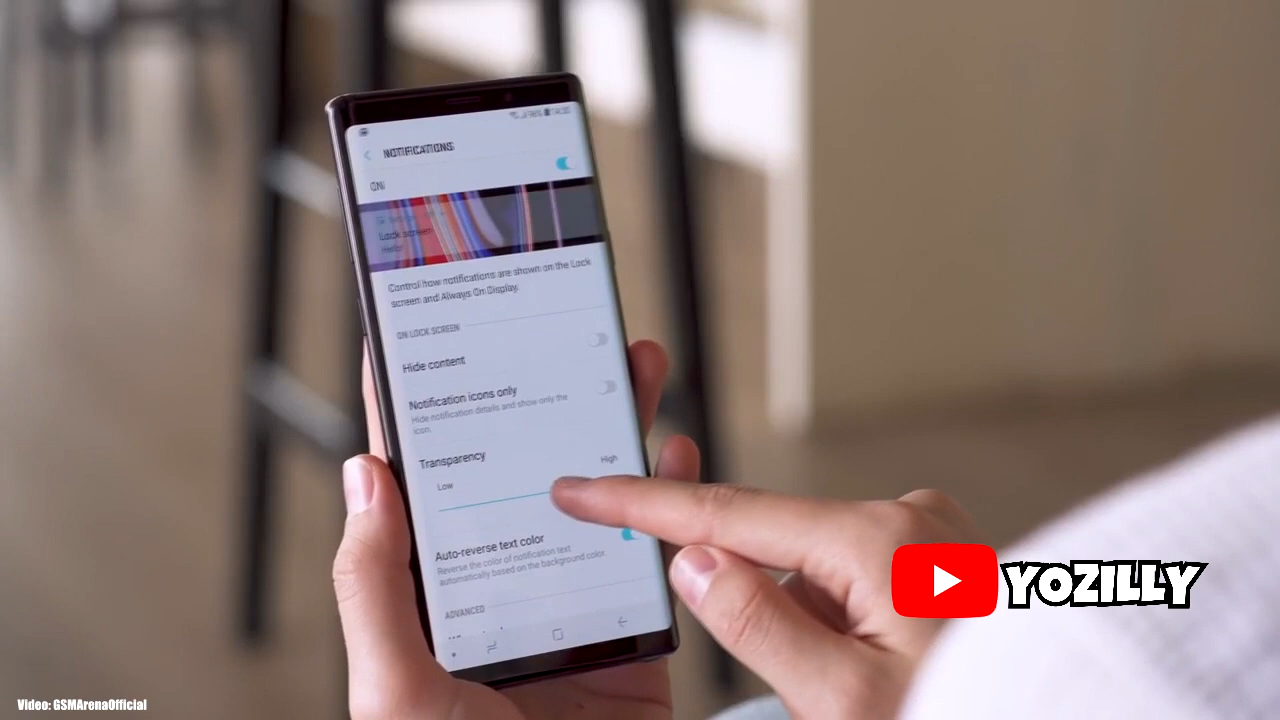 NOTIFICATIONS
ON
Lock screen
Hello!
Control how notifications are shown on the Lock
screen and Always On Display.
ON LOCK SCREEN
Hide content
Notification icons only
Hide notification details and show only the
icon.
Transparency
Low
High
Auto-reverse text color
Reverse the color of notification text
automatically based on the background color.
ADVANCED
YOZILLY
Video: GSMArenaOfficial